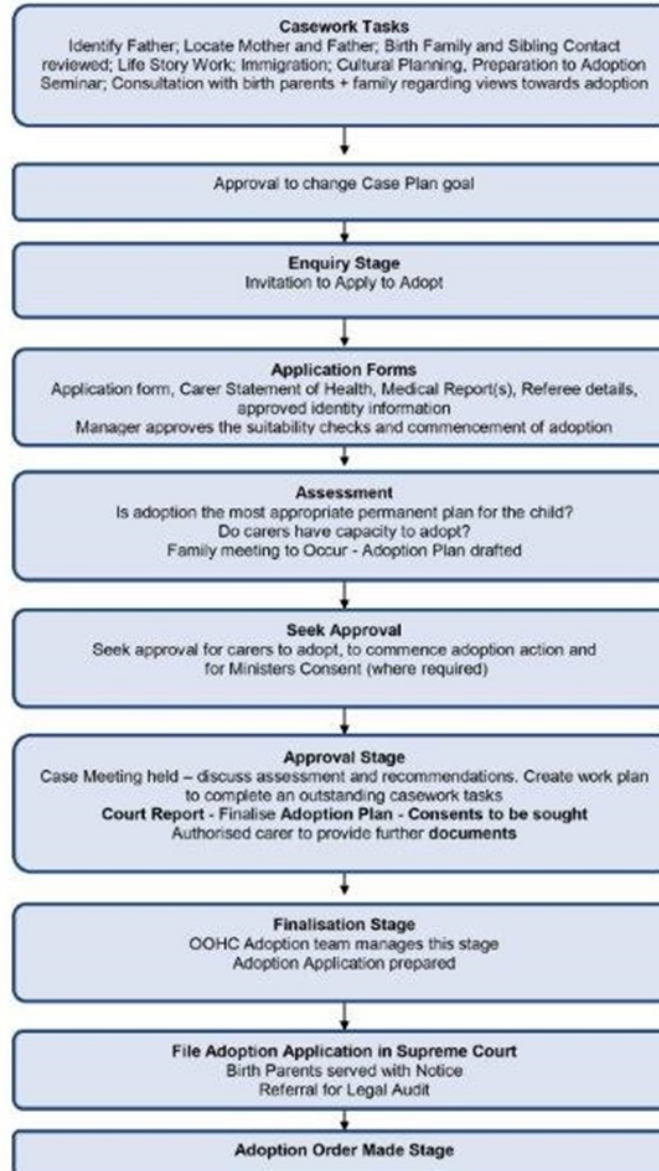 Casework Tasks
Identify Father; Locate Mother and Father; Birth Family and Sibling Contact
reviewed; Life Story Work; Immigration; Cultural Planning, Preparation to Adoption
Seminar; Consultation with birth parents + family regarding views towards adoption
Approval to change Case Plan goal
Enquiry Stage
Invitation to Apply to Adopt
Application Forms
Application form, Carer Statement of Health, Medical Report(s), Referee details,
approved identity information
Manager approves the suitability checks and commencement of adoption
Assessment
Is adoption the most appropriate permanent plan for the child?
Do carers have capacity to adopt?
Family meeting to Occur - Adoption Plan drafted
Seek Approval
Seek approval for carers to adopt, to commence adoption action and
for Ministers Consent (where required)
Approval Stage
Case Meeting held – discuss assessment and recommendations. Create work plan
to complete an outstanding casework tasks
Court Report - Finalise Adoption Plan - Consents to be sought
Authorised carer to provide further documents
Finalisation Stage
OOHC Adoption team manages this stage
Adoption Application prepared
File Adoption Application in Supreme Court
Birth Parents served with Notice
Referral for Legal Audit
Adoption Order Made Stage